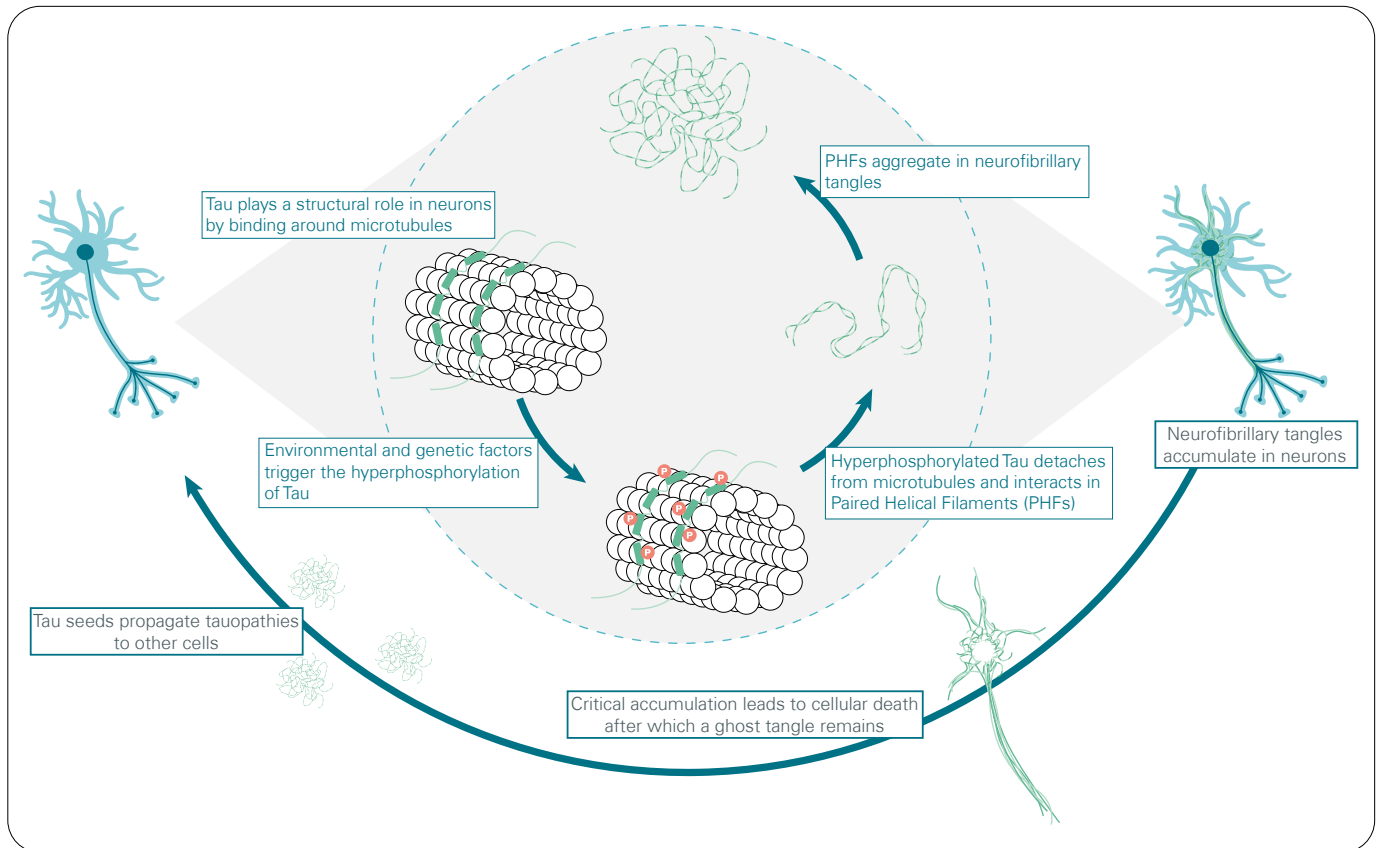 Tau plays a structural role in neurons
by binding around microtubules
Environmental and genetic factors
trigger the hyperphosphorylation
of Tau
P
P
P
P
P
P
Hyperphosphorylated Tau detaches
from microtubules and interacts in
Paired Helical Filaments (PHFs)
PHFs aggregate in neurofibrillary
tangles
Neurofibrillary tangles
accumulate in neurons
Critical accumulation leads to cellular death
after which a ghost tangle remains
Tau seeds propagate tauopathies
to other cells